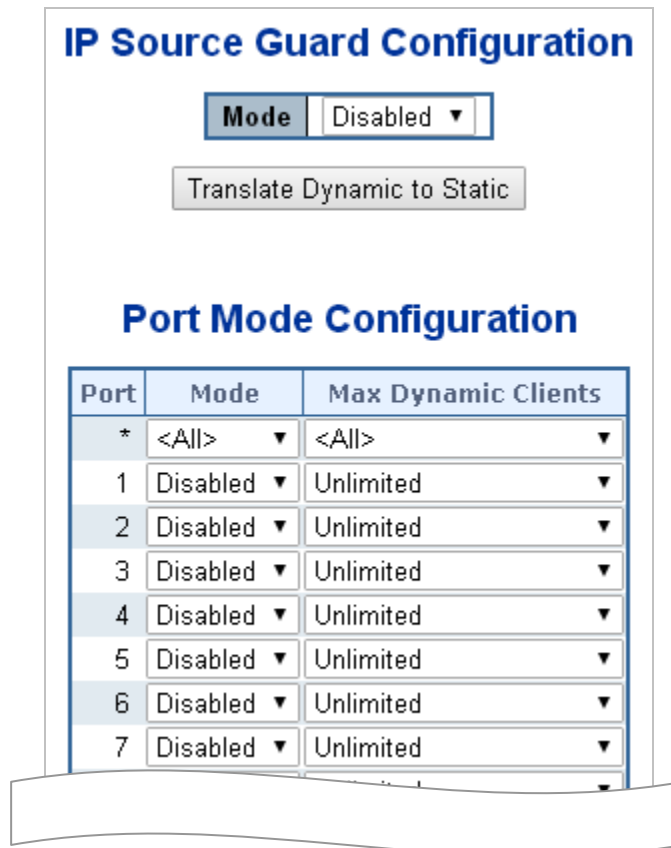 IP Source Guard Configuration
Mode Disabled
Translate Dynamic to Static
Port Mode Configuration
Port Mode Max Dynamic Clients
* <All> <All>
1 Disabled Unlimited
2 Disabled Unlimited
3 Disabled Unlimited
4 Disabled Unlimited
5 Disabled Unlimited
6 Disabled Unlimited
7 Disabled Unlimited